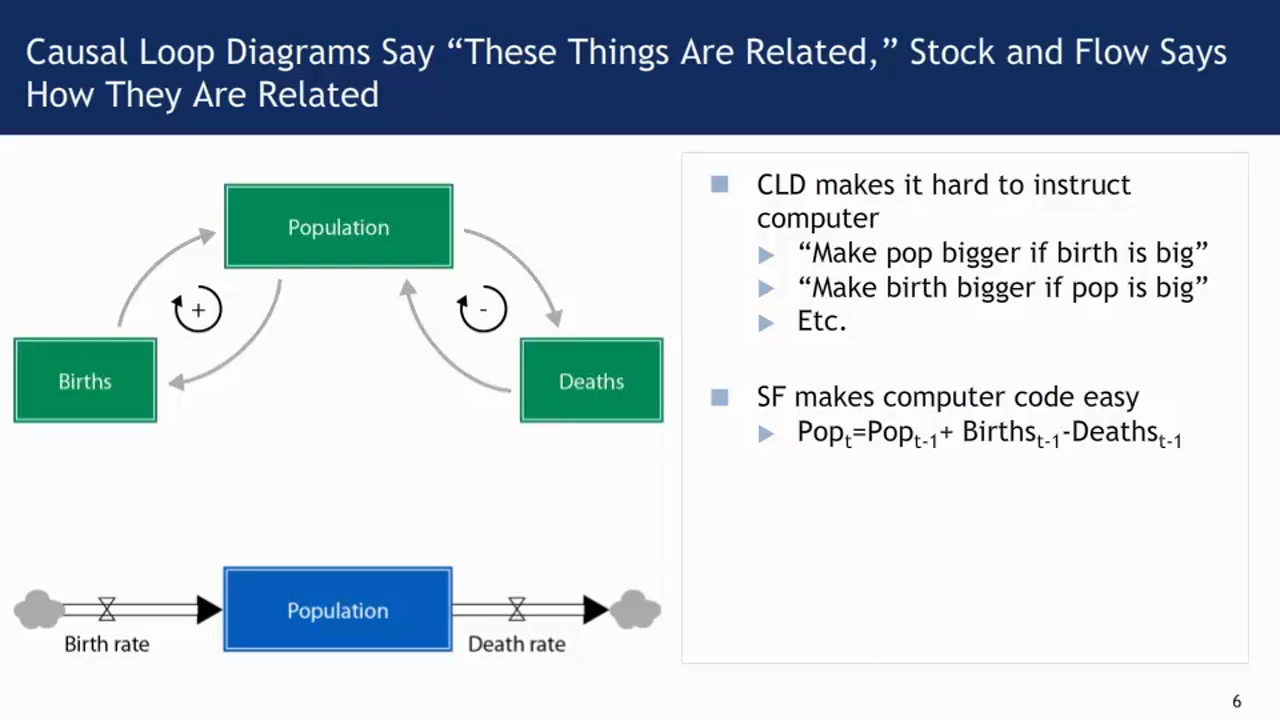 Causal Loop Diagrams Say “These Things Are Related,” Stock and Flow Says
How They Are Related
Population
+
-
Births
Deaths
Birth rate
Population
Death rate
CLD makes it hard to instruct
computer
“Make pop bigger if birth is big”
“Make birth bigger if pop is big”
Etc.
SF makes computer code easy
Popt=Popt-1+ Birthst-1-Deathst-1
6